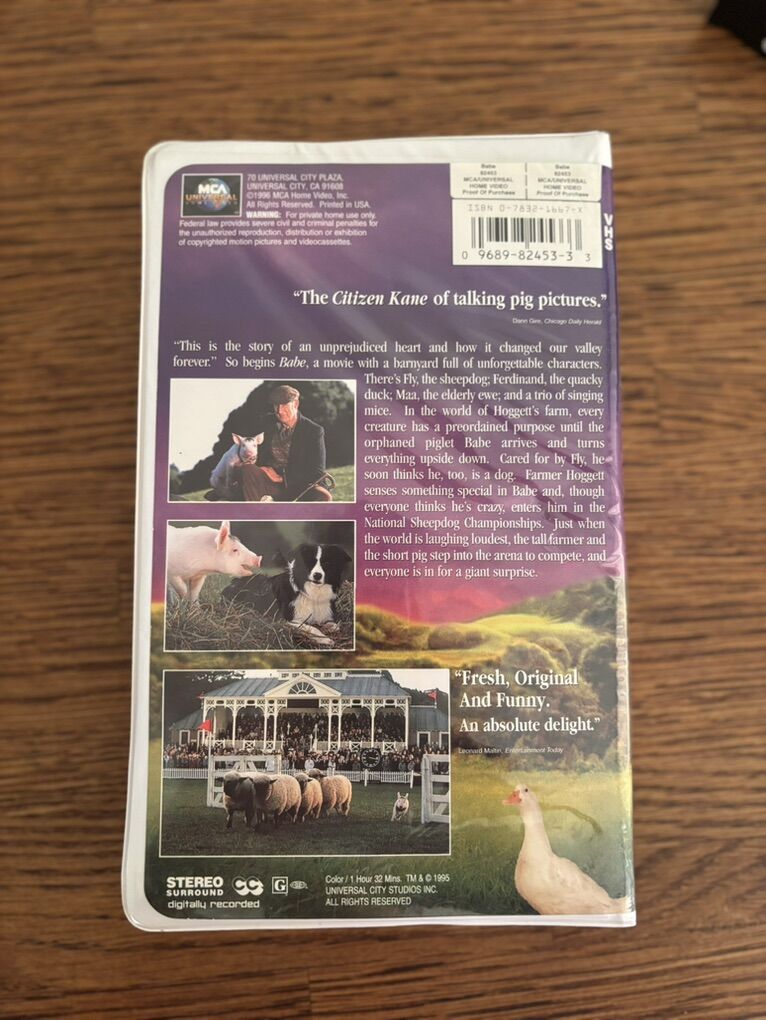 MCA
UNIVERSAL
70 UNIVERSAL CITY PLAZA,
UNIVERSAL CITY, CA 91608
©1996 MCA Home Video, Inc.
All Rights Reserved. Printed in USA.
WARNING: For private home use only.
Federal law provides severe civil and criminal penalties for
the unauthorized reproduction, distribution or exhibition
of copyrighted motion pictures and videocassettes.
Babe
82453
MCA/UNIVERSAL
HOME VIDEO
Proof Of Purchase
Babe
82453
MCA/UNIVERSAL
HOME VIDEO
Proof Of Purchase
ISBN 0-7832-1667-X
0 9689-82453-3 3
VHS
“The Citizen Kane of talking pig pictures.”
Dann Gire, Chicago Daily Herald
“This is the story of an unprejudiced heart and how it changed our valley
forever.” So begins Babe, a movie with a barnyard full of unforgettable characters.
There's Fly, the sheepdog; Ferdinand, the quacky
duck; Maa, the elderly ewe; and a trio of singing
mice. In the world of Hoggett's farm, every
creature has a preordained purpose until the
orphaned piglet Babe arrives and turns
everything upside down. Cared for by Fly, he
soon thinks he, too, is a dog. Farmer Hoggett
senses something special in Babe and, though
everyone thinks he's crazy, enters him in the
National Sheepdog Championships. Just when
the world is laughing loudest, the tall farmer and
the short pig step into the arena to compete, and
everyone is in for a giant surprise.
“Fresh, Original
And Funny.
An absolute delight.”
Leonard Maltin, Entertainment Today
STEREO
SURROUND
digitally recorded
CC
G
Color / 1 Hour 32 Mins. TM & © 1995
UNIVERSAL CITY STUDIOS INC.
ALL RIGHTS RESERVED